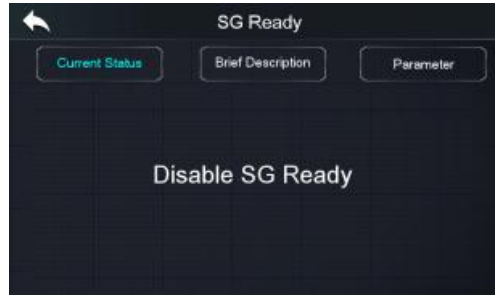 SG Ready
Current Status
Brief Description
Parameter
Disable SG Ready